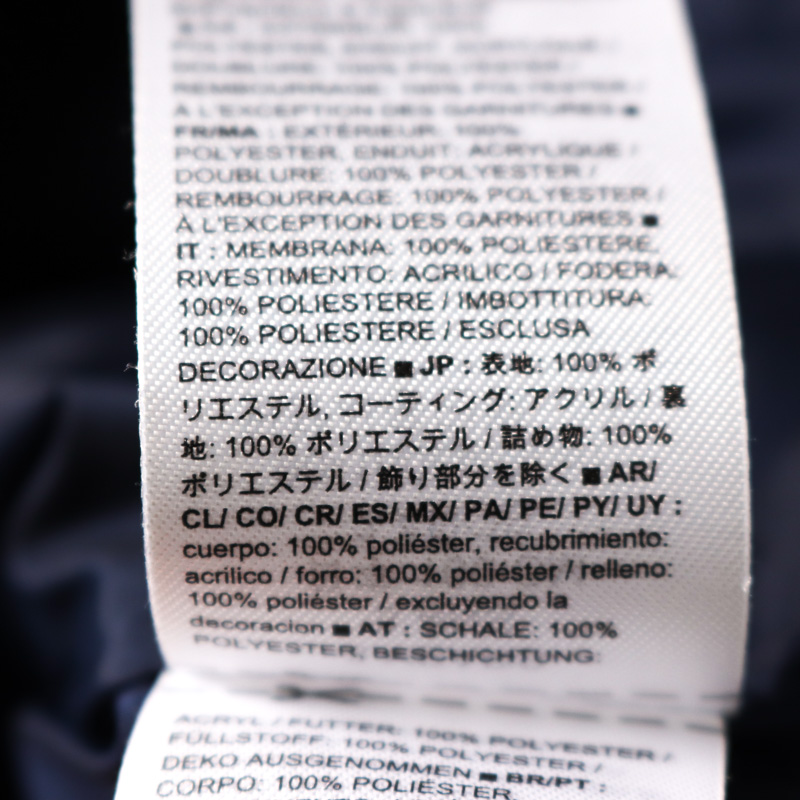 POLYESTER, ENDUIT: ACRYLIQUE /
DOUBLURE: 100% POLYESTER /
REMBOURRAGE: 100% POLYESTER /
À L'EXCEPTION DES GARNITURES ■
FR/MA : EXTÉRIEUR: 100%
POLYESTER, ENDUIT: ACRYLIQUE /
DOUBLURE: 100% POLYESTER /
REMBOURRAGE: 100% POLYESTER /
À L'EXCEPTION DES GARNITURES ■
IT : MEMBRANA: 100% POLIESTERE,
RIVESTIMENTO: ACRILICO / FODERA:
100% POLIESTERE / IMBOTTITURA:
100% POLIESTERE / ESCLUSA
DECORAZIONE ■ JP : 表地: 100% ポ
リエステル, コーティング: アクリル / 裏
地: 100% ポリエステル / 詰め物: 100%
ポリエステル / 飾り部分を除く ■ AR/
CL/ CO/ CR/ ES/ MX/ PA/ PE/ PY/ UY :
cuerpo: 100% poliéster, recubrimiento:
acrílico / forro: 100% poliéster / relleno:
100% poliéster / excluyendo la
decoracion ■ AT : SCHALE: 100%
POLYESTER, BESCHICHTUNG:
ACRYL / FUTTER: 100% POLYESTER /
FÜLLSTOFF: 100% POLYESTER /
DEKO AUSGENOMMEN ■ BR/PT :
CORPO: 100% POLIÉSTER,